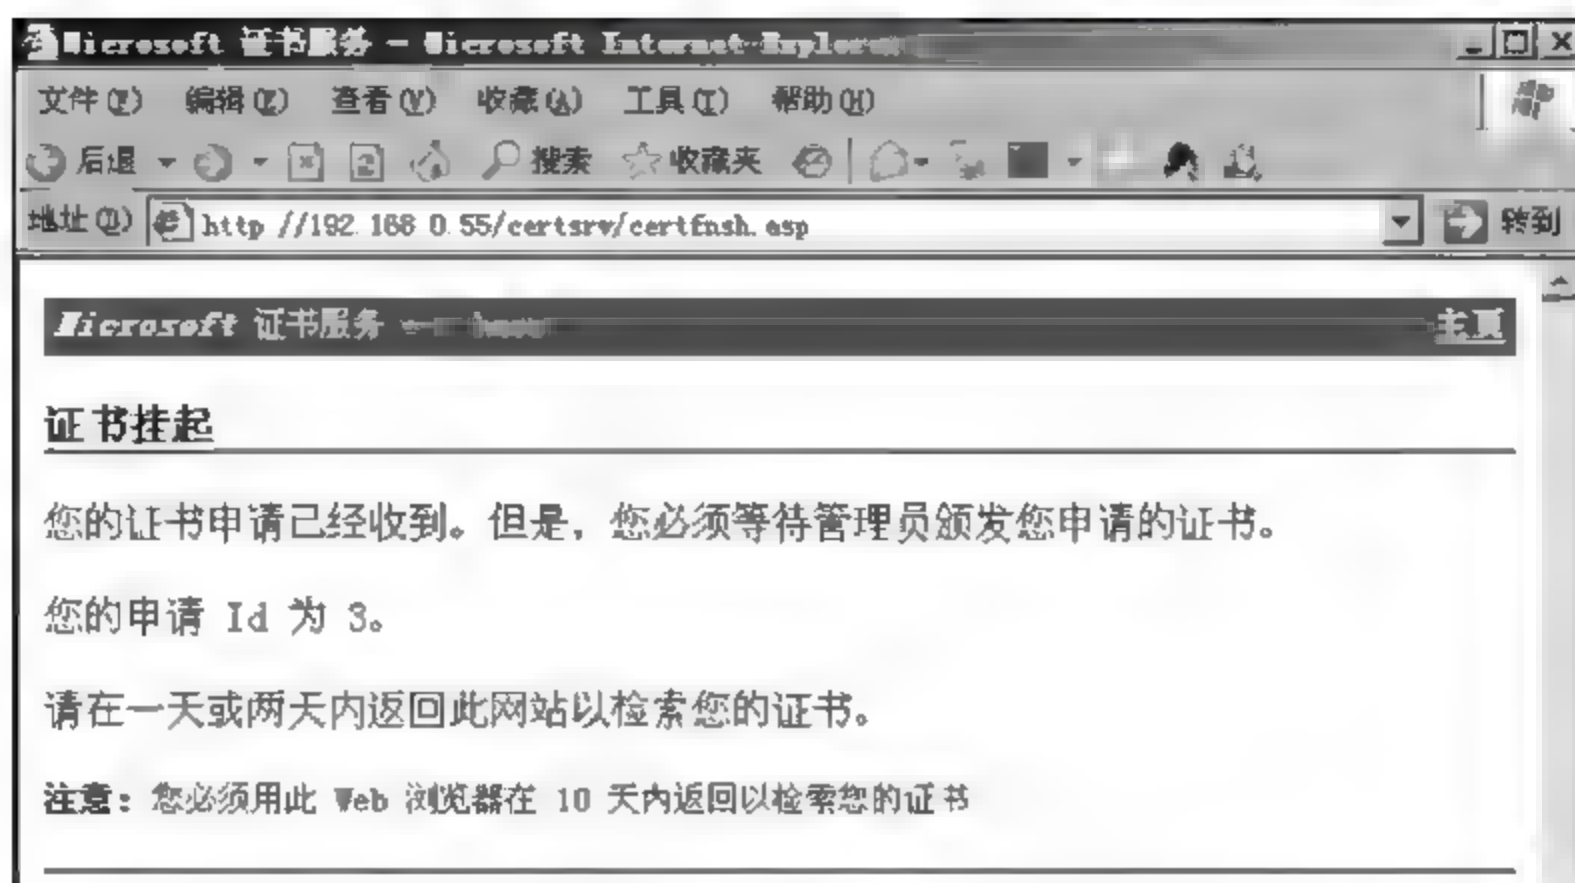 Microsoft 证书服务 - Microsoft Internet Explorer
文件(F) 编辑(E) 查看(V) 收藏(A) 工具(T) 帮助(H)
后退 搜索 收藏夹
地址(D) http //192.168 0.55/certsrv/certfnsh.asp 转到
Microsoft 证书服务 主页
证书挂起
您的证书申请已经收到。但是，您必须等待管理员颁发您申请的证书。
您的申请 Id 为 3。
请在一天或两天内返回此网站以检索您的证书。
注意：您必须用此 Web 浏览器在 10 天内返回以检索您的证书